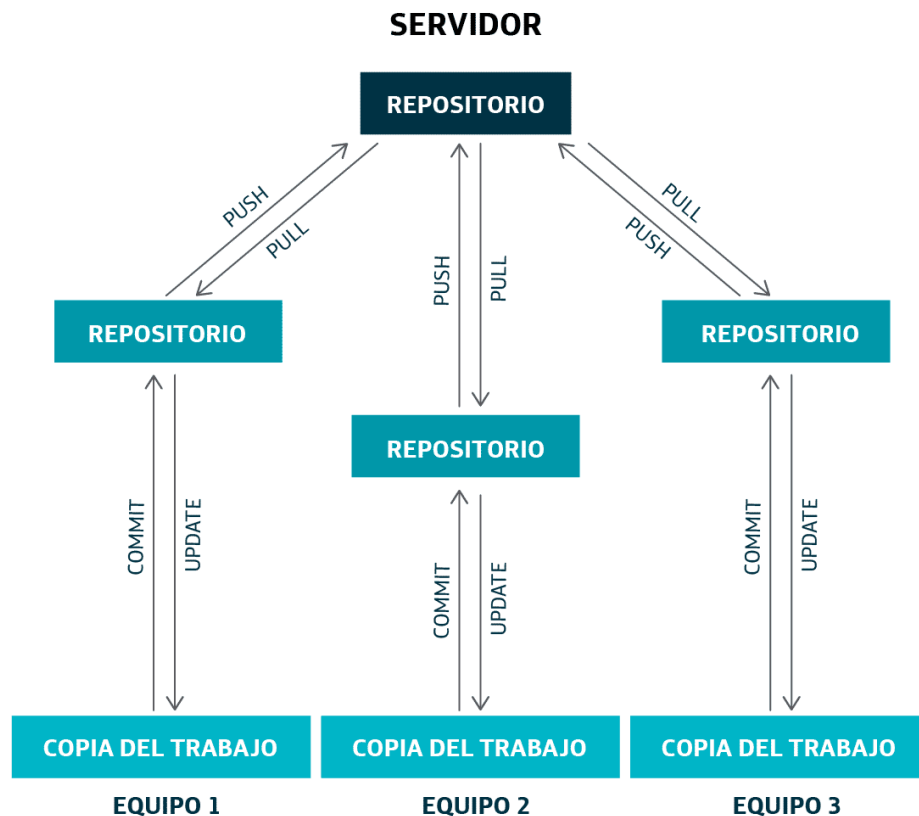 SERVIDOR
REPOSITORIO
PUSH
PULL
PUSH
PULL
PULL
PUSH
REPOSITORIO
REPOSITORIO
REPOSITORIO
COMMIT
UPDATE
COMMIT
UPDATE
COMMIT
UPDATE
COPIA DEL TRABAJO
COPIA DEL TRABAJO
COPIA DEL TRABAJO
EQUIPO 1
EQUIPO 2
EQUIPO 3